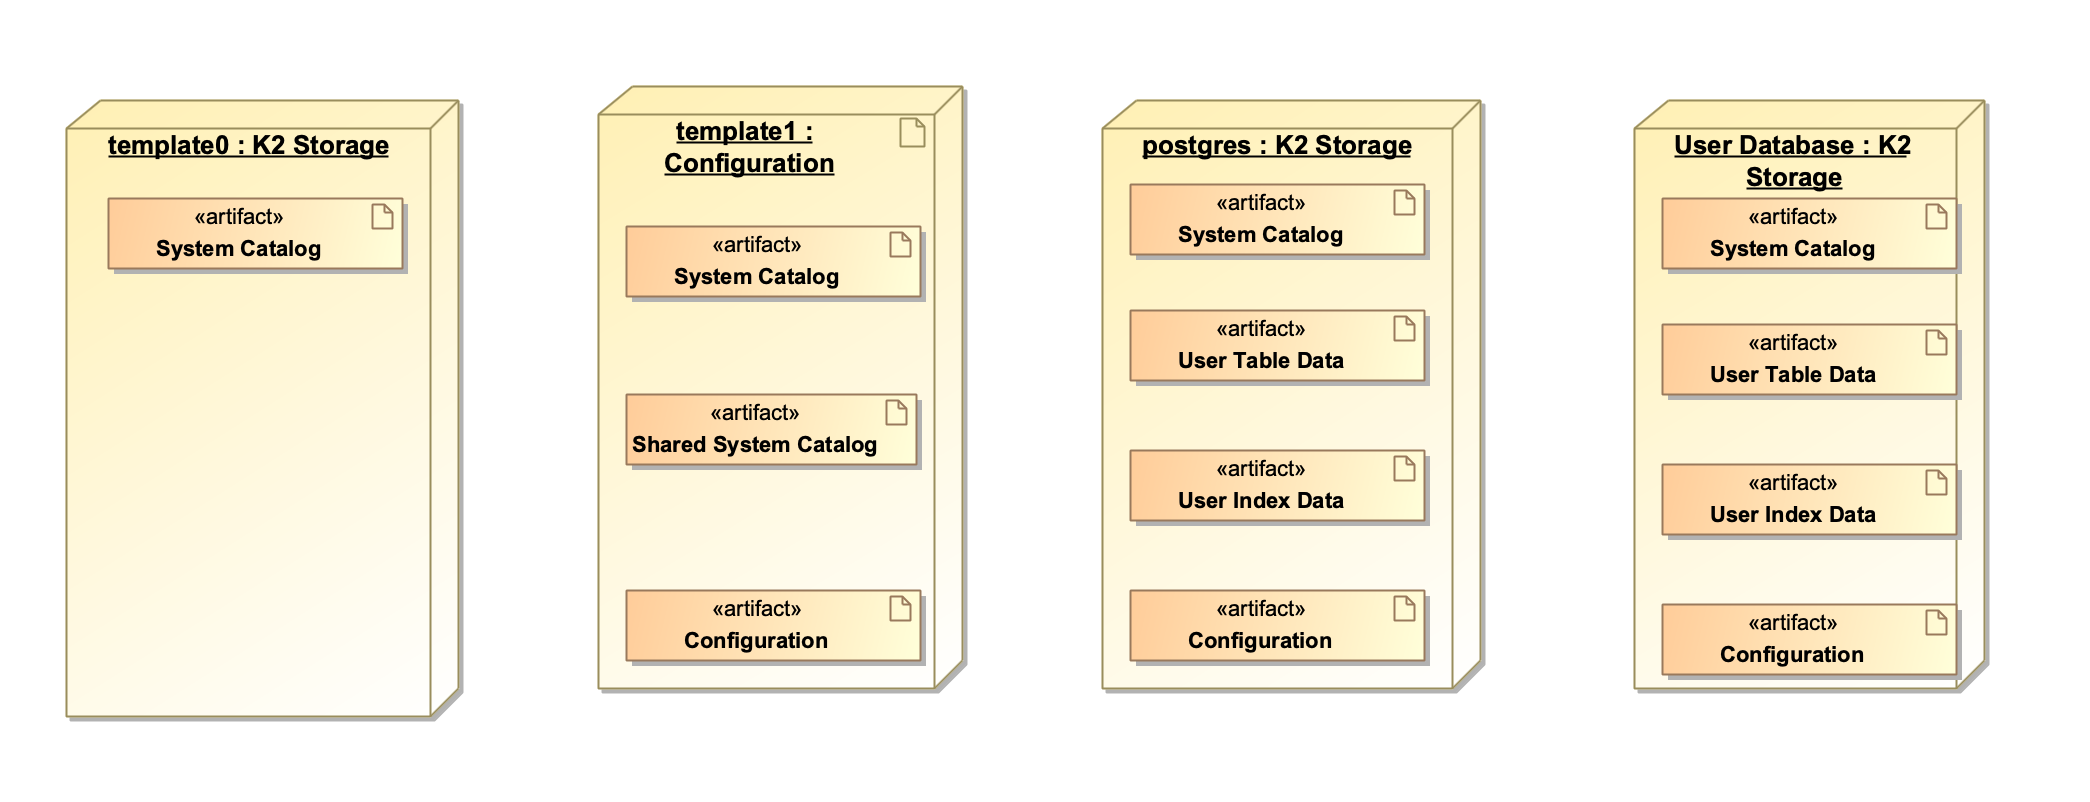 template0 : K2 Storage
«artifact»
System Catalog
template1 :
Configuration
«artifact»
System Catalog
«artifact»
Shared System Catalog
«artifact»
Configuration
postgres : K2 Storage
«artifact»
System Catalog
«artifact»
User Table Data
«artifact»
User Index Data
«artifact»
Configuration
User Database : K2
Storage
«artifact»
System Catalog
«artifact»
User Table Data
«artifact»
User Index Data
«artifact»
Configuration